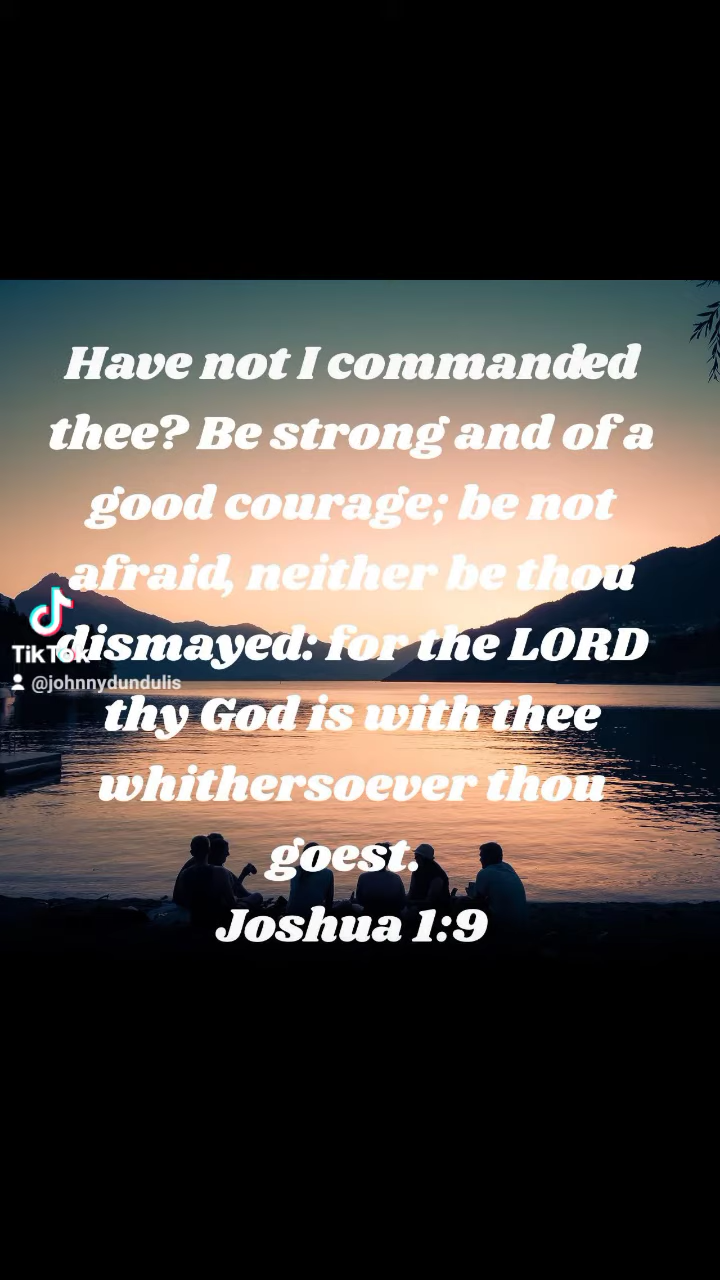 Have not I commanded
thee? Be strong and of a
good courage; be not
afraid, neither be thou
dismayed: for the LORD
thy God is with thee
whithersoever thou
goest.
Joshua 1:9
TikTok
@johnnydundulis